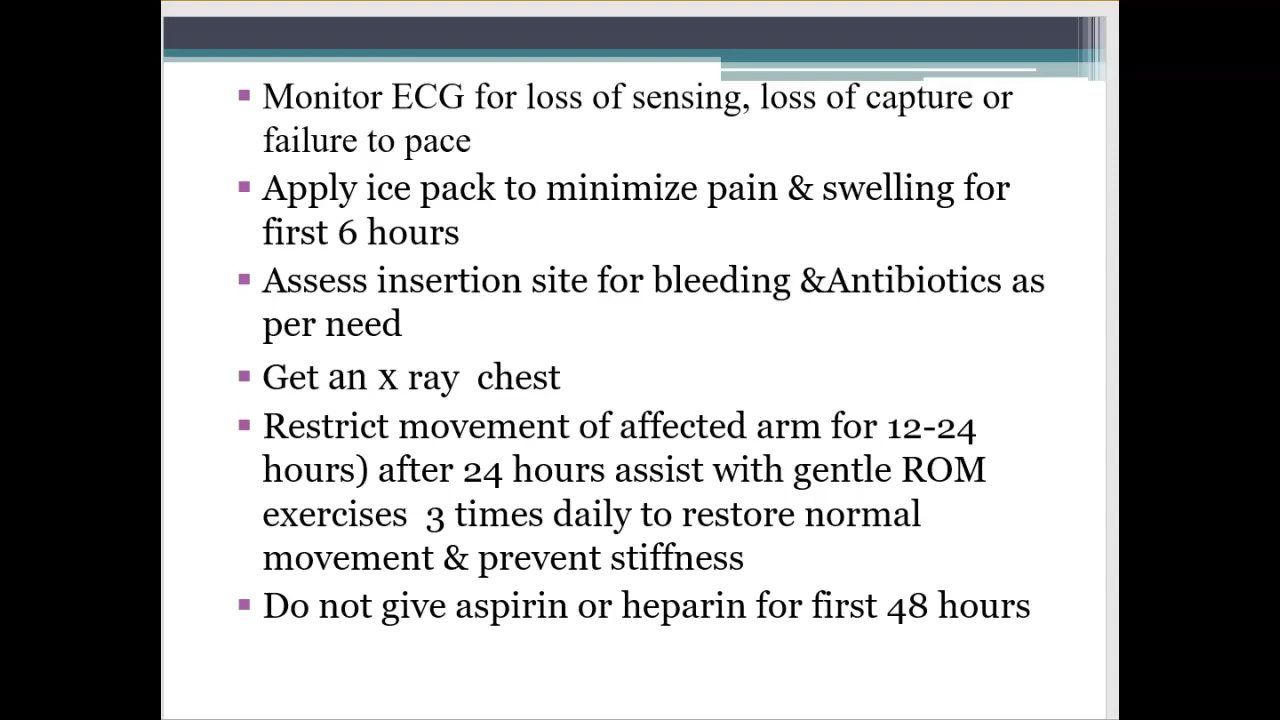 Monitor ECG for loss of sensing, loss of capture or
failure to pace
Apply ice pack to minimize pain & swelling for
first 6 hours
Assess insertion site for bleeding &Antibiotics as
per need
Get an x ray  chest
Restrict movement of affected arm for 12-24
hours) after 24 hours assist with gentle ROM
exercises  3 times daily to restore normal
movement & prevent stiffness
Do not give aspirin or heparin for first 48 hours